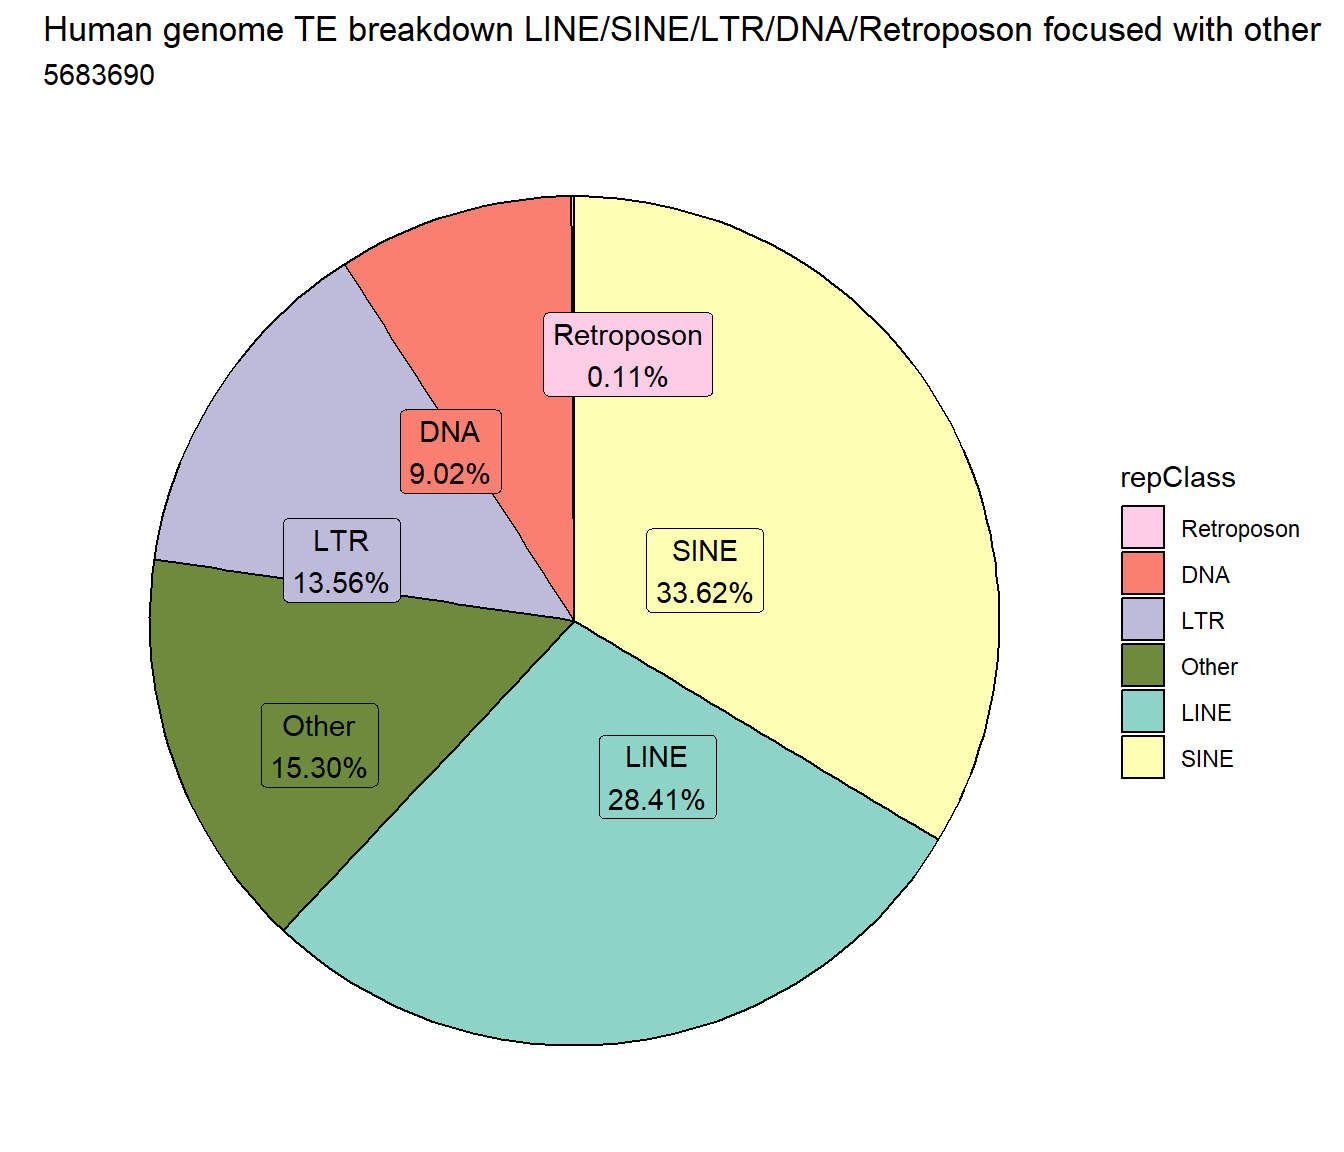 Human genome TE breakdown LINE/SINE/LTR/DNA/Retroposon focused with other
5683690
Retroposon
0.11%
DNA
9.02%
LTR
13.56%
SINE
33.62%
Other
15.30%
LINE
28.41%
repClass
Retroposon
DNA
LTR
Other
LINE
SINE